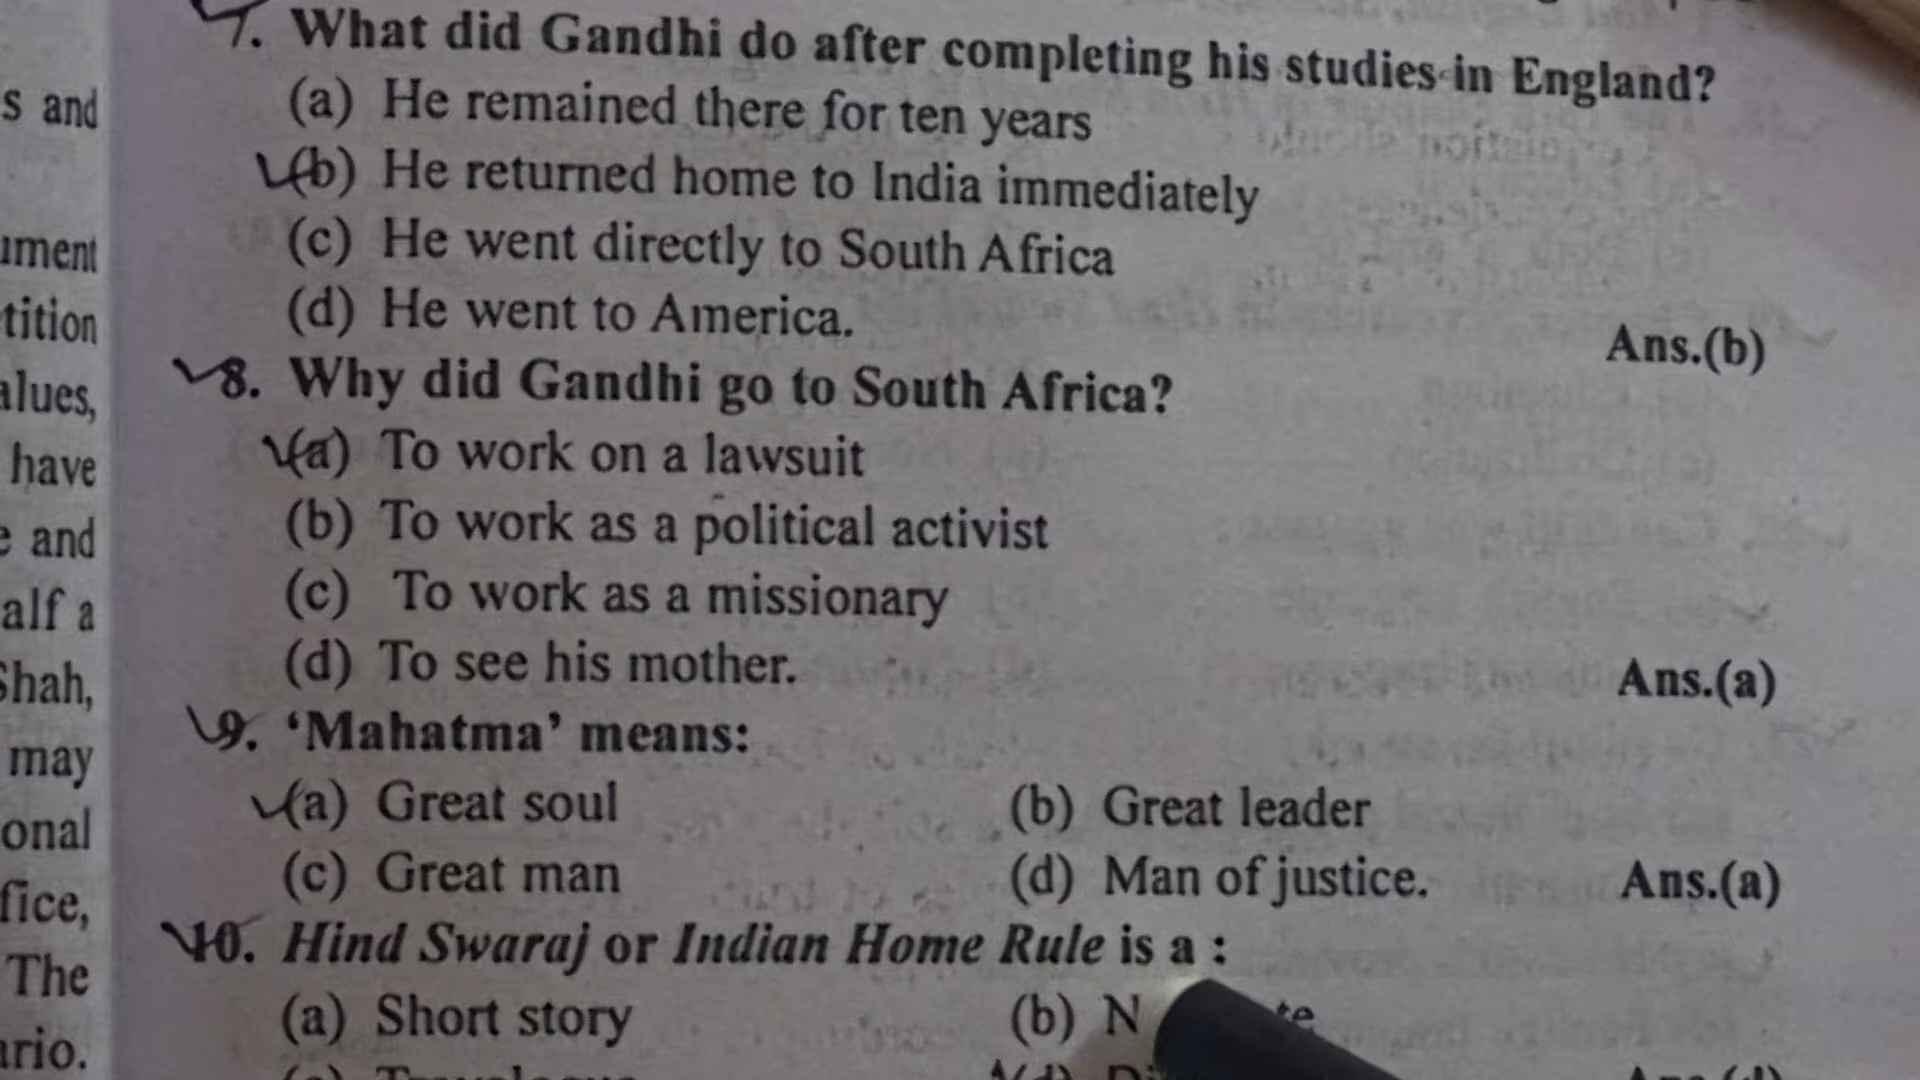 s and
ument
tition
alues,
have
e and
alf a
Shah,
may
onal
fice,
The
ario.
7. What did Gandhi do after completing his studies in England?
(a) He remained there for ten years
(b) He returned home to India immediately
(c) He went directly to South Africa
(d) He went to America.
Ans.(b)
8. Why did Gandhi go to South Africa?
(a) To work on a lawsuit
(b) To work as a political activist
(c) To work as a missionary
(d) To see his mother.
Ans.(a)
9. ‘Mahatma’ means:
(a) Great soul (b) Great leader
(c) Great man (d) Man of justice. Ans.(a)
10. Hind Swaraj or Indian Home Rule is a :
(a) Short story (b)